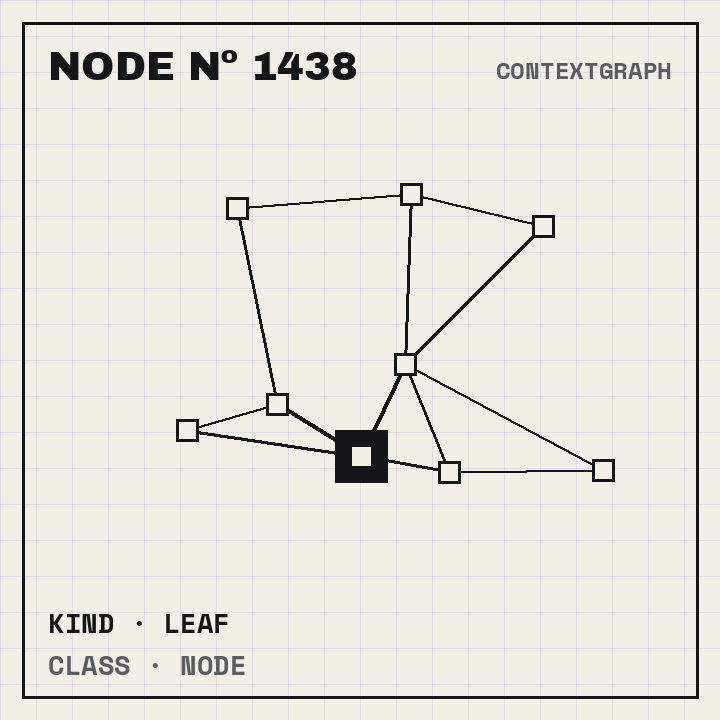 NODE Nº 1438
CONTEXTGRAPH
KIND · LEAF
CLASS · NODE